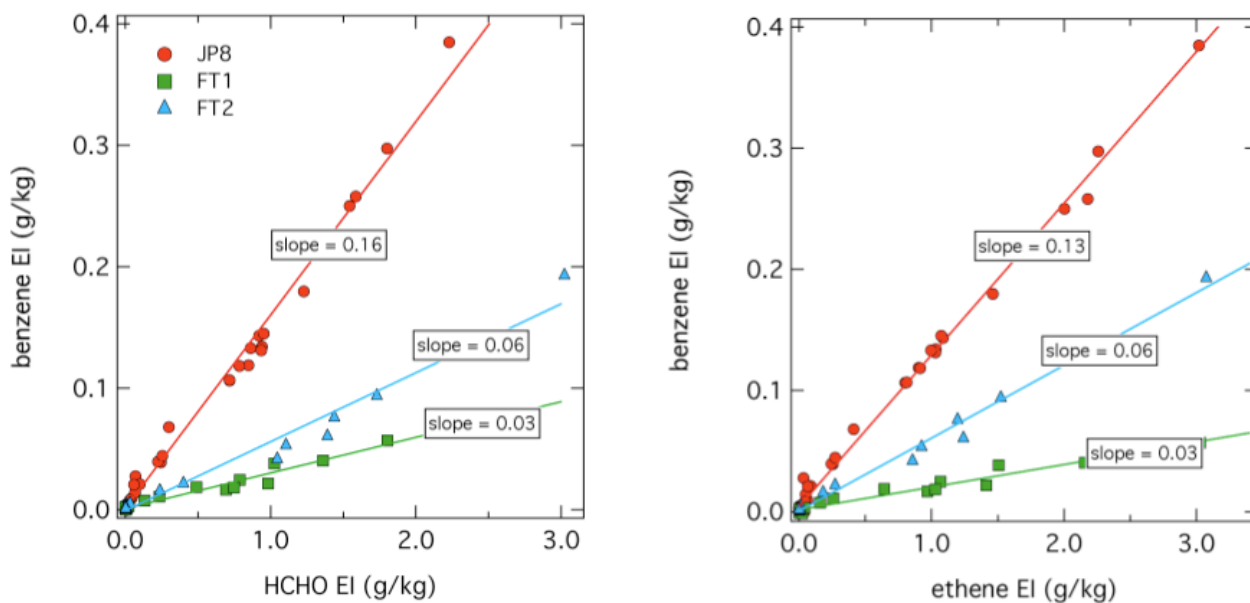 0.4
JP8
FT1
FT2
0.3
benzene EI (g/kg)
slope = 0.16
0.2
slope = 0.06
0.1
slope = 0.03
0.0
0.0 1.0 2.0 3.0
HCHO EI (g/kg)
0.4
0.3
benzene EI (g/kg)
slope = 0.13
0.2
slope = 0.06
0.1
slope = 0.03
0.0
0.0 1.0 2.0 3.0
ethene EI (g/kg)